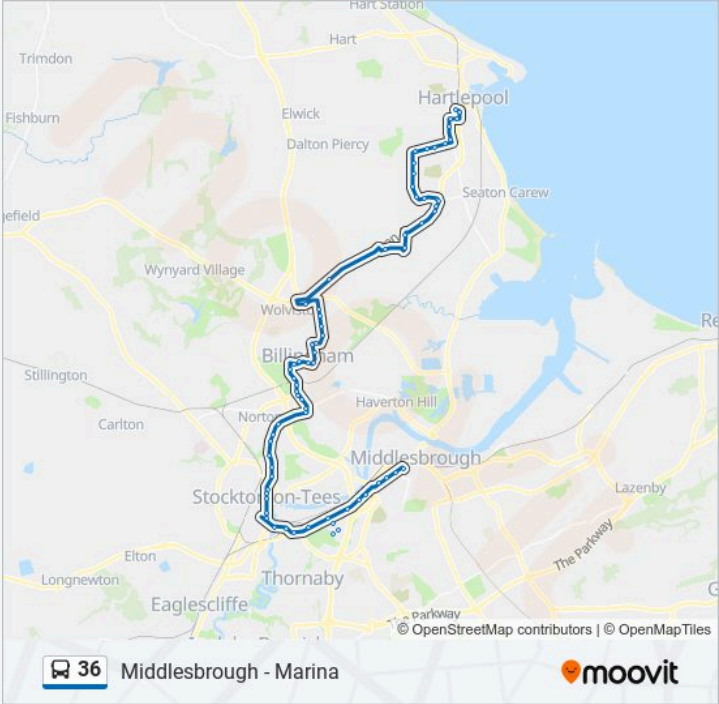 Hart Station
Hart
Trimdon
Hartlepool
Elwick
Fishburn
Dalton Piercy
Seaton Carew
gefield
Wynyard Village
Re
Billingham
Stillington
Haverton Hill
Norton
Carlton
Middlesbrough
Lazenby
Stockton-on-Tees
The Parkway
Elton
Longnewton
Thornaby
Eaglescliffe
The Parkway
© OpenStreetMap contributors | © OpenMapTiles
36 Middlesbrough - Marina
moovit